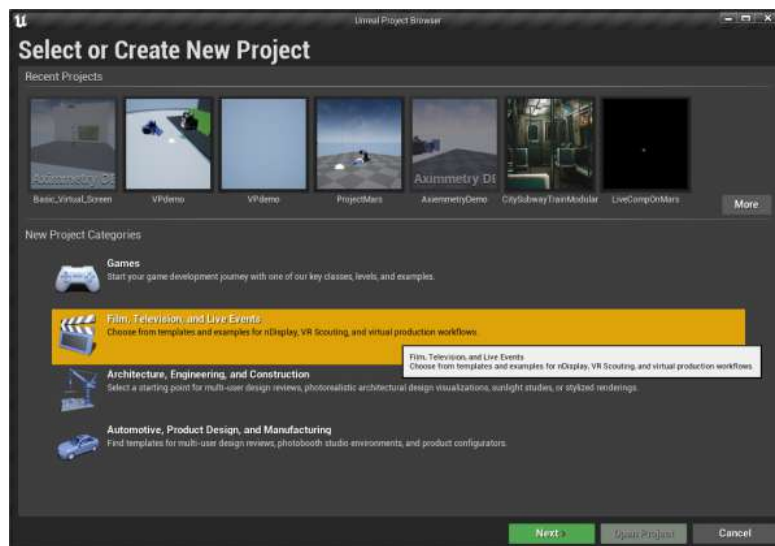 Unreal Project Browser
Select or Create New Project
Recent Projects
Aximmetry DE
Aximmetry DE
Basic_Virtual_Screen
VPdemo
VPdemo
ProjectMars
AxiemmetryDemo
CitySubwayTrainModular
LiveCompOnMars
More
New Project Categories
Games
Start your game development journey with one of our key classes, levels, and examples.
Film, Television, and Live Events
Choose from templates and examples for nDisplay, VR Scouting, and virtual production workflows.
Film, Television, and Live Events
Choose from templates and examples for nDisplay, VR Scouting, and virtual production workflows.
Architecture, Engineering, and Construction
Select a starting point for multi-user design reviews, photorealistic architectural design visualizations, sunlight studies, or stylized renderings.
Automotive, Product Design, and Manufacturing
Find templates for multi-user design reviews, photobooth studio environments, and product configurators.
Next >
Open Project
Cancel